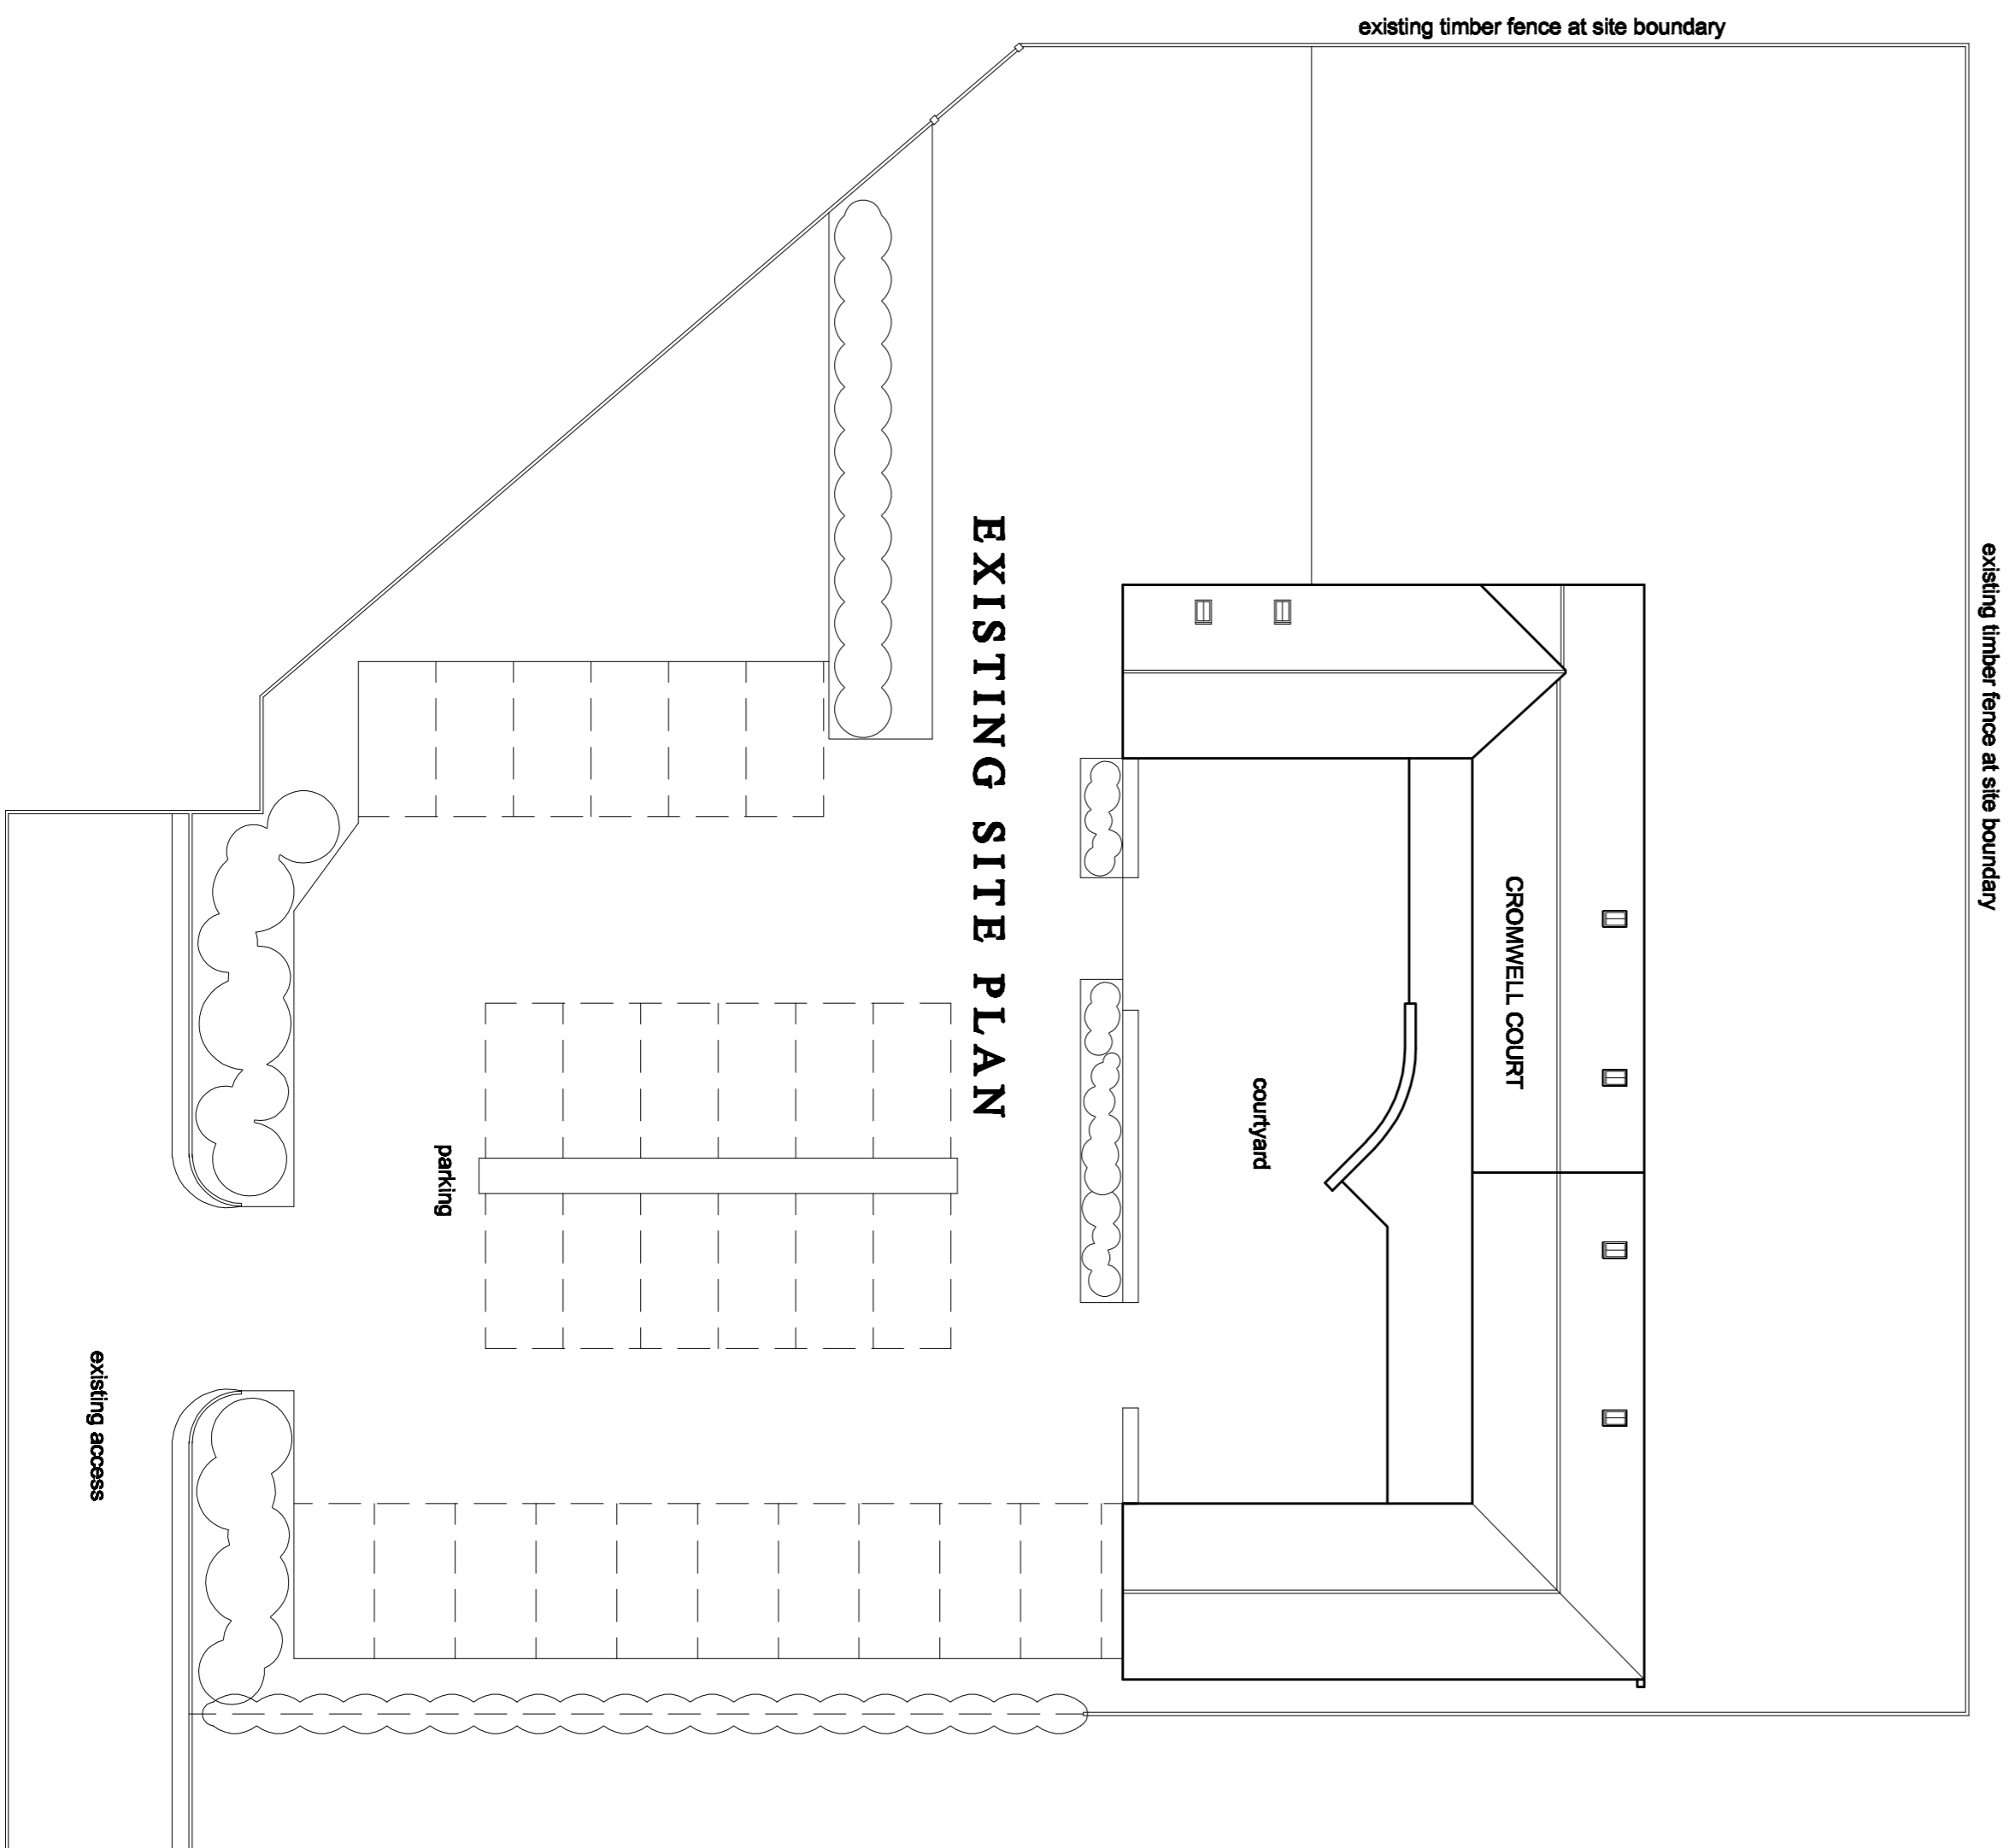 existing timber fence at site boundary
existing timber fence at site boundary
CROMWELL COURT
courtyard
EXISTING SITE PLAN
parking
existing access